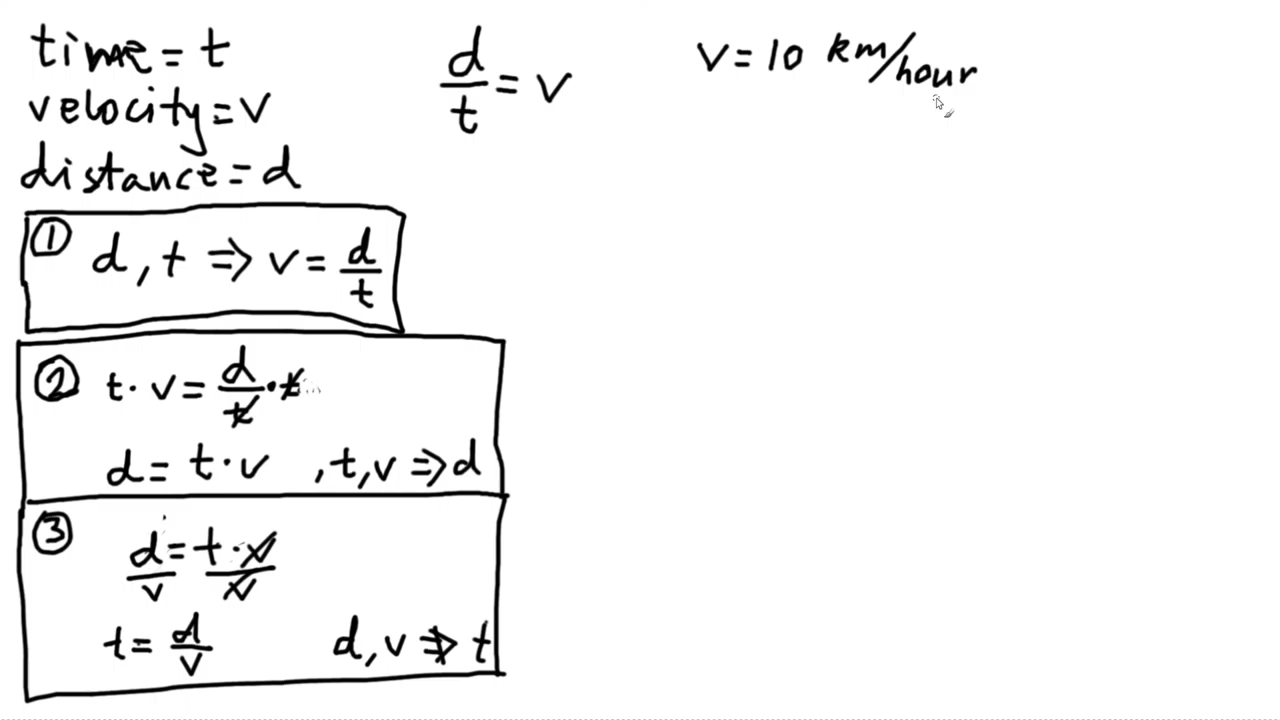 time = t
velocity = v
distance = d
d/t = v
v = 10 km/hour
① d, t ⇒ v = d/t
② t · v = d/t · t
d = t · v , t, v ⇒ d
③ d/v = t · v/v
t = d/v d, v ⇒ t